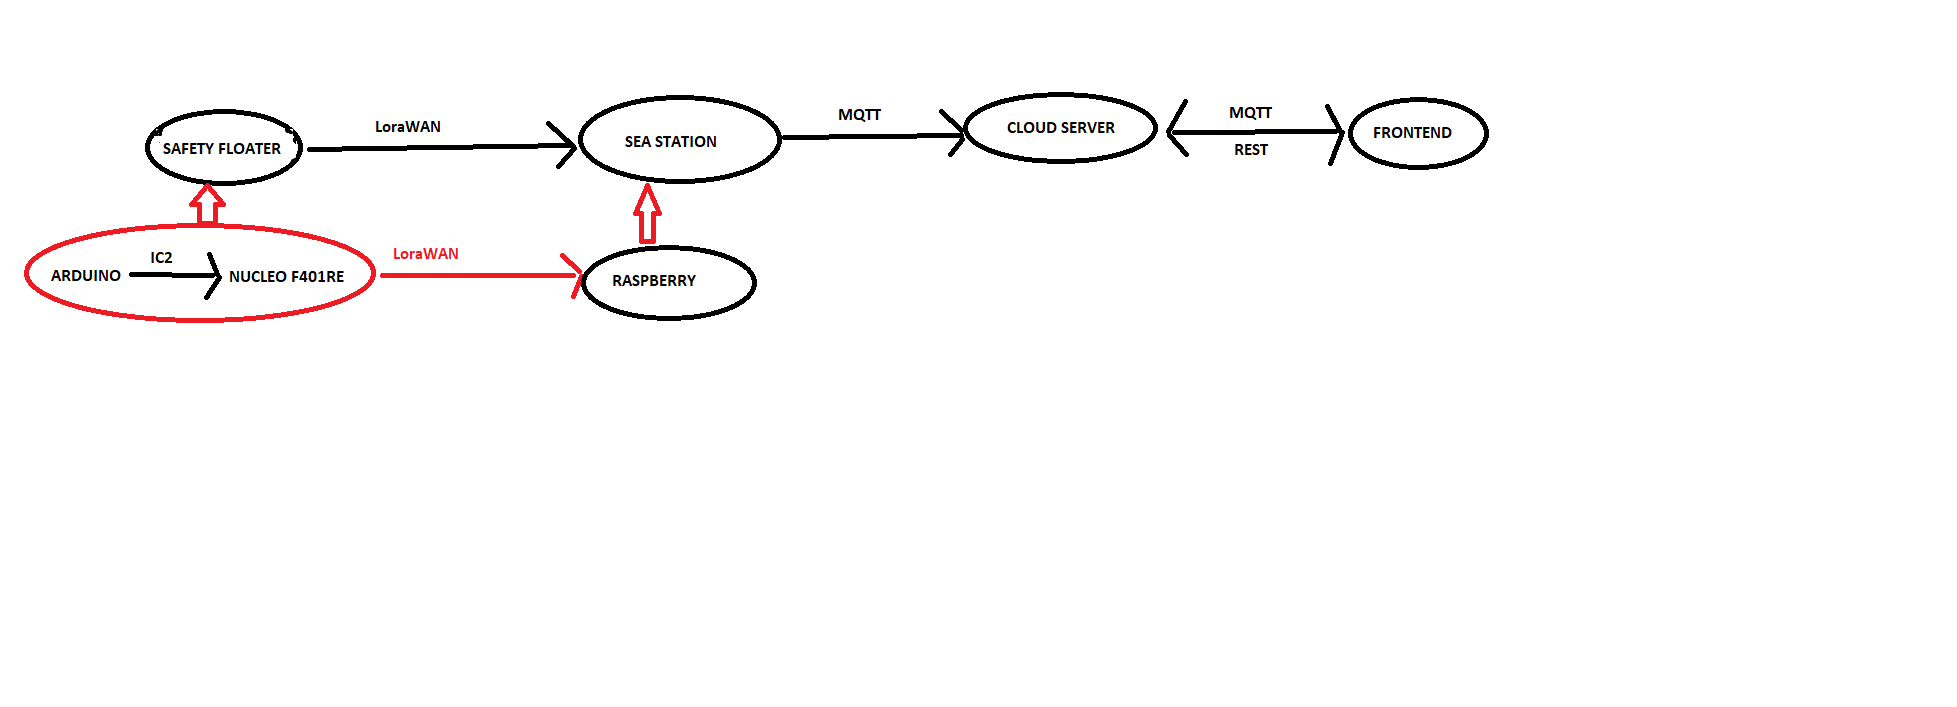 SAFETY FLOATER
LoraWAN
SEA STATION
MQTT
CLOUD SERVER
MQTT
REST
FRONTEND
ARDUINO
IC2
NUCLEO F401RE
LoraWAN
RASPBERRY